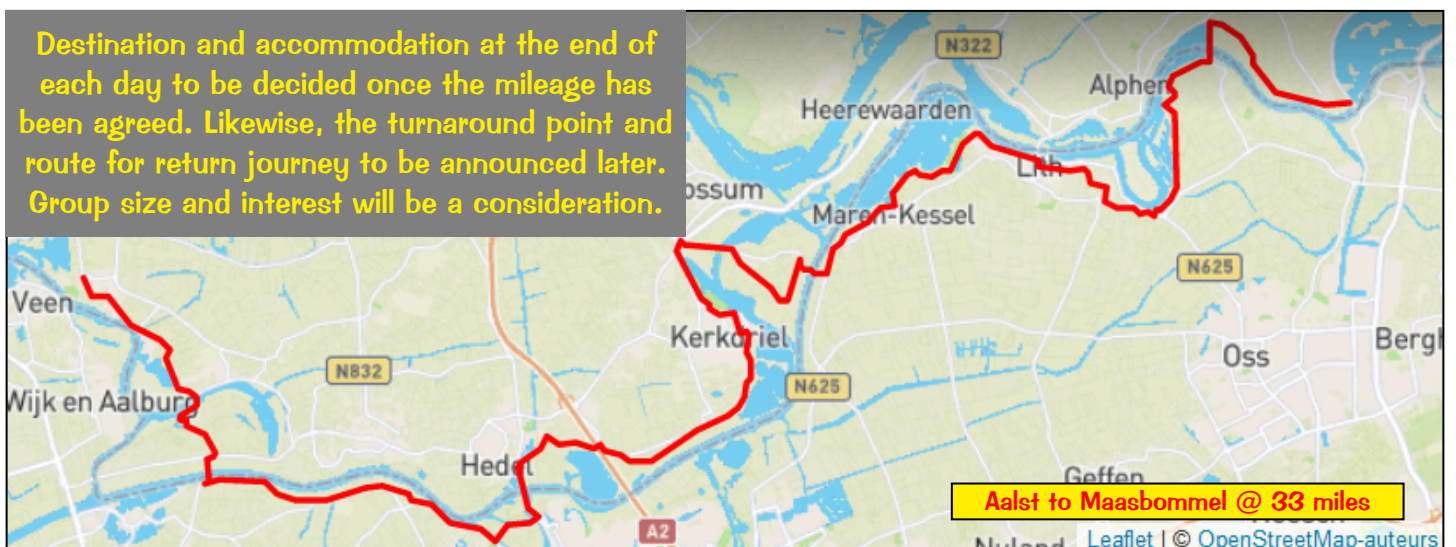 Destination and accommodation at the end of
each day to be decided once the mileage has
been agreed. Likewise, the turnaround point and
route for return journey to be announced later.
Group size and interest will be a consideration.
N322
Alphen
Heerewaarden
Lith
ossum
Maren-Kessel
N625
Veen
Kerkdriel
Oss
Bergh
N832
N625
Wijk en Aalburg
Hedel
Geffen
Aalst to Maasbommel @ 33 miles
A2
Leaflet | © OpenStreetMap-auteurs